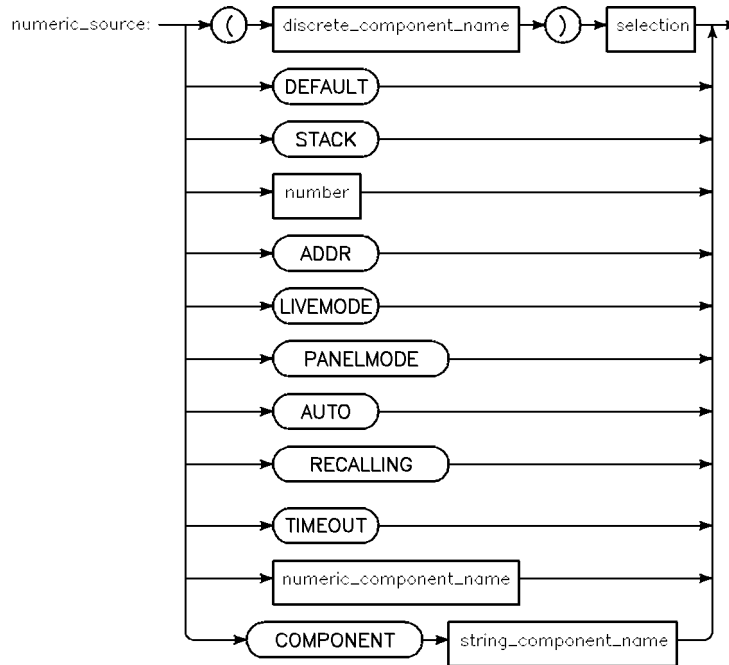 numeric_source: ( discrete_component_name ) selection
DEFAULT
STACK
number
ADDR
LIVEMODE
PANELMODE
AUTO
RECALLING
TIMEOUT
numeric_component_name
COMPONENT string_component_name